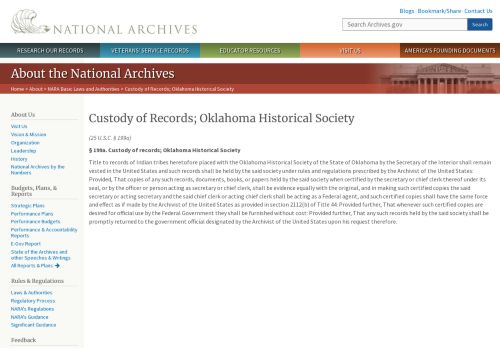 Blogs · Bookmark/Share · Contact Us
NATIONAL ARCHIVES
Search Archives.gov
Search
RESEARCH OUR RECORDS
VETERANS' SERVICE RECORDS
EDUCATOR RESOURCES
VISIT US
AMERICA'S FOUNDING DOCUMENTS
About the National Archives
Home > About > NARA Basic Laws and Authorities > Custody of Records; Oklahoma Historical Society
About Us
Visit Us
Vision & Mission
Organization
Leadership
History
National Archives by the
Numbers
Budgets, Plans, &
Reports
Strategic Plans
Performance Plans
Performance Budgets
Performance & Accountability
Reports
E-Gov Report
State of the Archives and
other Speeches & Writings
All Reports & Plans →
Rules & Regulations
Laws & Authorities
Regulatory Process
NARA's Regulations
NARA's Guidance
Significant Guidance
Feedback
Custody of Records; Oklahoma Historical Society
(25 U.S.C. § 199a)
§ 199a. Custody of records; Oklahoma Historical Society
Title to records of Indian tribes heretofore placed with the Oklahoma Historical Society of the State of Oklahoma by the Secretary of the Interior shall remain
vested in the United States and such records shall be held by the said society under rules and regulations prescribed by the Archivist of the United States:
Provided, That copies of any such records, documents, books, or papers held by the said society when certified by the secretary or chief clerk thereof under its
seal, or by the officer or person acting as secretary or chief clerk, shall be evidence equally with the original, and in making such certified copies the said
secretary or acting secretary and the said chief clerk or acting chief clerk shall be acting as a Federal agent, and such certified copies shall have the same force
and effect as if made by the Archivist of the United States as provided in section 2112(b) of Title 44: Provided further, That whenever such certified copies are
desired for official use by the Federal Government they shall be furnished without cost: Provided further, That any such records held by the said society shall be
promptly returned to the government official designated by the Archivist of the United States upon his request therefor.